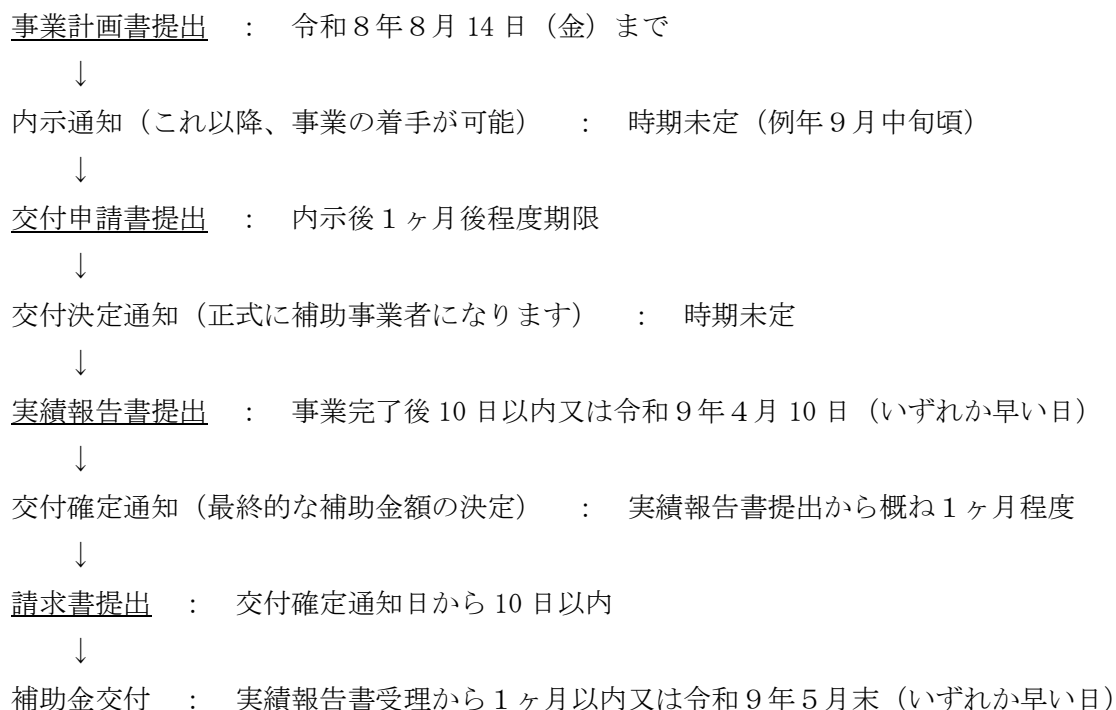 事業計画書提出　：　令和８年８月 14 日（金）まで
↓
内示通知（これ以降、事業の着手が可能）　：　時期未定（例年９月中旬頃）
↓
交付申請書提出　：　内示後１ヶ月後程度期限
↓
交付決定通知（正式に補助事業者になります）　：　時期未定
↓
実績報告書提出　：　事業完了後 10 日以内又は令和９年４月 10 日（いずれか早い日）
↓
交付確定通知（最終的な補助金額の決定）　：　実績報告書提出から概ね１ヶ月程度
↓
請求書提出　：　交付確定通知日から 10 日以内
↓
補助金交付　：　実績報告書受理から１ヶ月以内又は令和９年５月末（いずれか早い日）